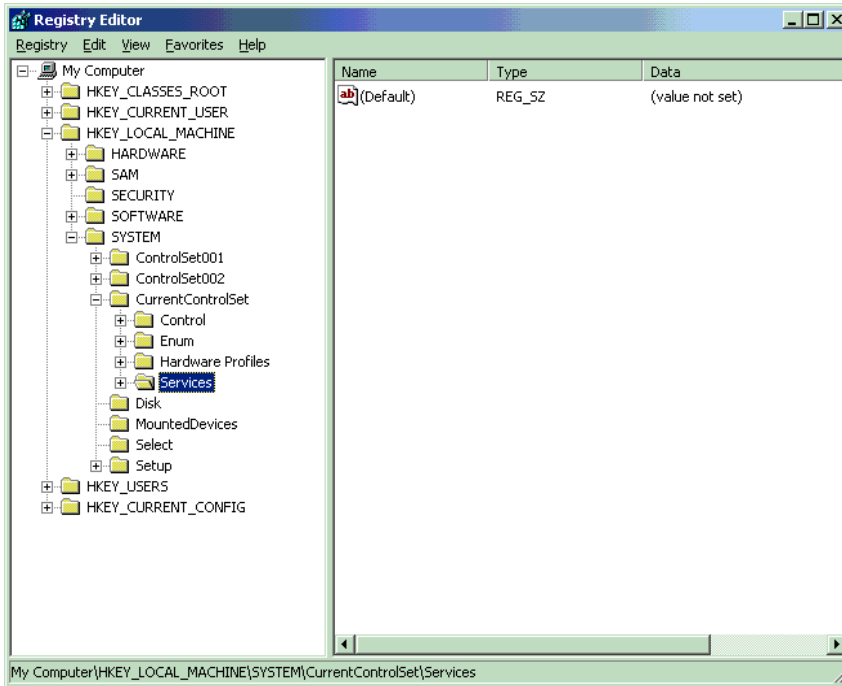 Registry Editor
Registry Edit View Favorites Help
My Computer
HKEY_CLASSES_ROOT
HKEY_CURRENT_USER
HKEY_LOCAL_MACHINE
HARDWARE
SAM
SECURITY
SOFTWARE
SYSTEM
ControlSet001
ControlSet002
CurrentControlSet
Control
Enum
Hardware Profiles
Services
Disk
MountedDevices
Select
Setup
HKEY_USERS
HKEY_CURRENT_CONFIG
Name Type Data
ab (Default) REG_SZ (value not set)
My Computer\HKEY_LOCAL_MACHINE\SYSTEM\CurrentControlSet\Services